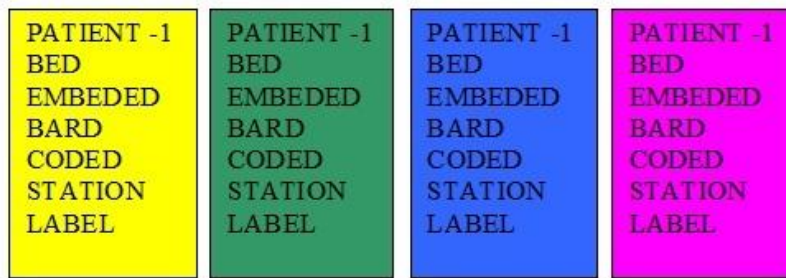 PATIENT -1
BED
EMBEDED
BARD
CODED
STATION
LABEL
PATIENT -1
BED
EMBEDED
BARD
CODED
STATION
LABEL
PATIENT -1
BED
EMBEDED
BARD
CODED
STATION
LABEL
PATIENT -1
BED
EMBEDED
BARD
CODED
STATION
LABEL